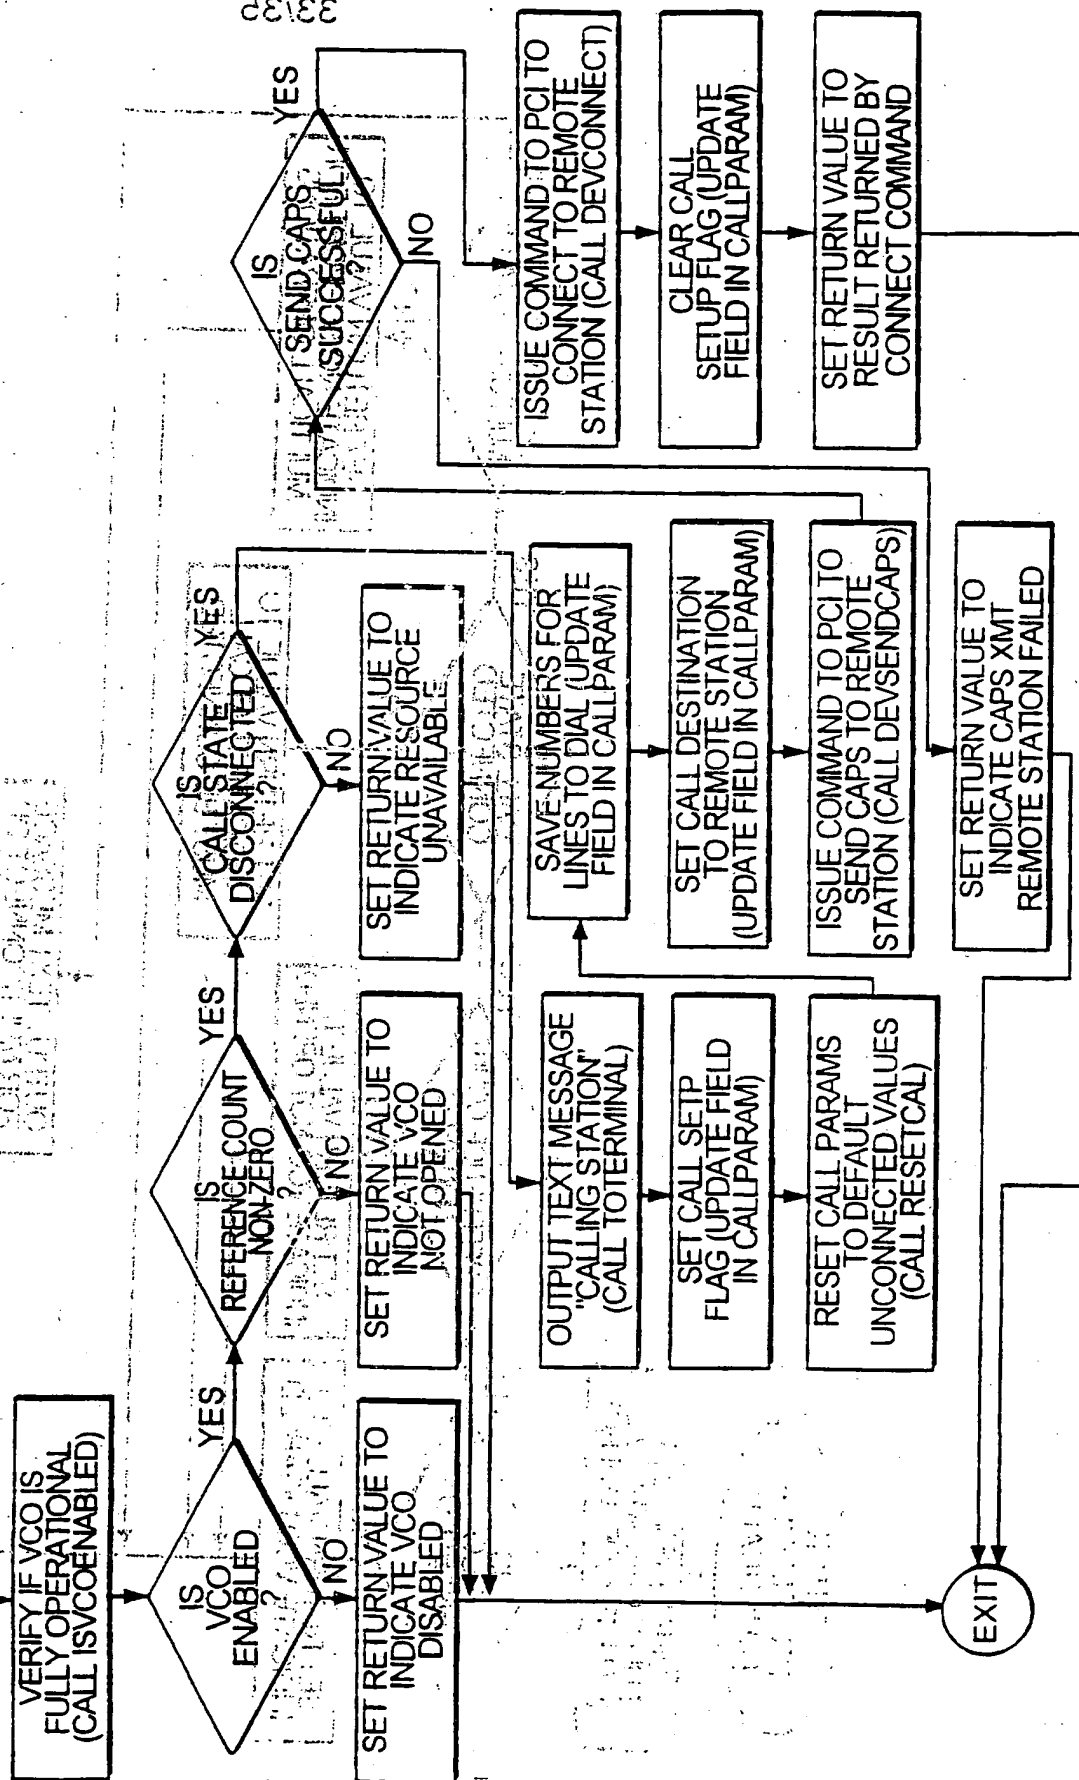 33/35
VERIFY IF VCO IS
FULLY OPERATIONAL
(CALL ISVCOENABLED)
IS
VCO
ENABLED
?
YES
NO
SET RETURN VALUE TO
INDICATE VCO
DISABLED
IS
REFERENCE COUNT
NON-ZERO
?
YES
NO
SET RETURN VALUE TO
INDICATE VCO
NOT OPENED
IS
CALL STATE
DISCONNECTED
?
YES
NO
SET RETURN VALUE TO
INDICATE RESOURCE
UNAVAILABLE
OUTPUT TEXT MESSAGE
"CALLING STATION"
(CALL TOTERMINAL)
SET CALL SETP
FLAG (UPDATE FIELD
IN CALLPARAM)
RESET CALL PARAMS
TO DEFAULT
UNCONNECTED VALUES
(CALL RESETCAL)
SAVE NUMBERS FOR
LINES TO DIAL (UPDATE
FIELD IN CALLPARAM)
SET CALL DESTINATION
TO REMOTE STATION
(UPDATE FIELD IN CALLPARAM)
ISSUE COMMAND TO PCI TO
SEND CAPS TO REMOTE
STATION (CALL DEVSENDCAPS)
IS
SEND CAPS
SUCCESSFUL
?
YES
NO
SET RETURN VALUE TO
INDICATE CAPS XMT
REMOTE STATION FAILED
ISSUE COMMAND TO PCI TO
CONNECT TO REMOTE
STATION (CALL DEVCONNECT)
CLEAR CALL
SETUP FLAG (UPDATE
FIELD IN CALLPARAM)
SET RETURN VALUE TO
RESULT RETURNED BY
CONNECT COMMAND
EXIT